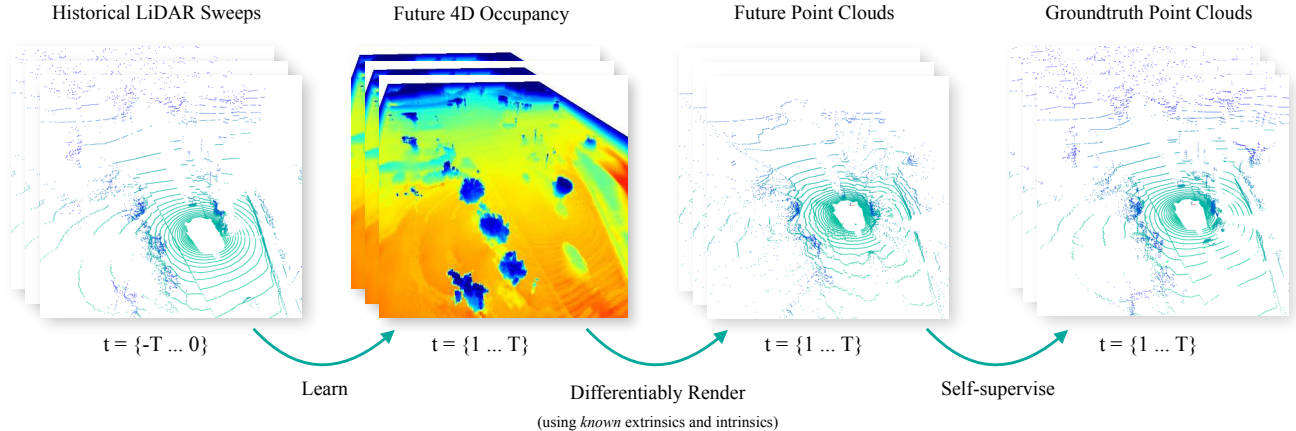 Historical LiDAR Sweeps
Future 4D Occupancy
Future Point Clouds
Groundtruth Point Clouds
t = {-T ... 0}
t = {1 ... T}
t = {1 ... T}
t = {1 ... T}
Learn
Differentiably Render
(using known extrinsics and intrinsics)
Self-supervise